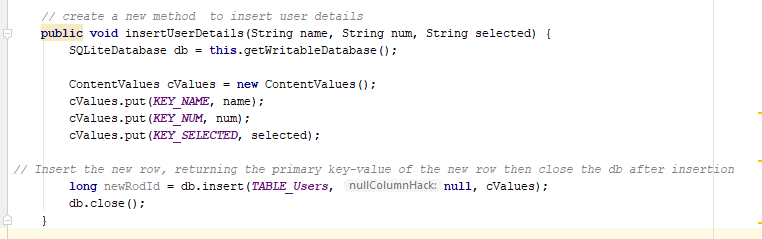 // create a new method  to insert user details
public void insertUserDetails(String name, String num, String selected) {
SQLiteDatabase db = this.getWritableDatabase();
ContentValues cValues = new ContentValues();
cValues.put(KEY_NAME, name);
cValues.put(KEY_NUM, num);
cValues.put(KEY_SELECTED, selected);
// Insert the new row, returning the primary key-value of the new row then close the db after insertion
long newRodId = db.insert(TABLE_Users, nullColumnHack: null, cValues);
db.close();
}